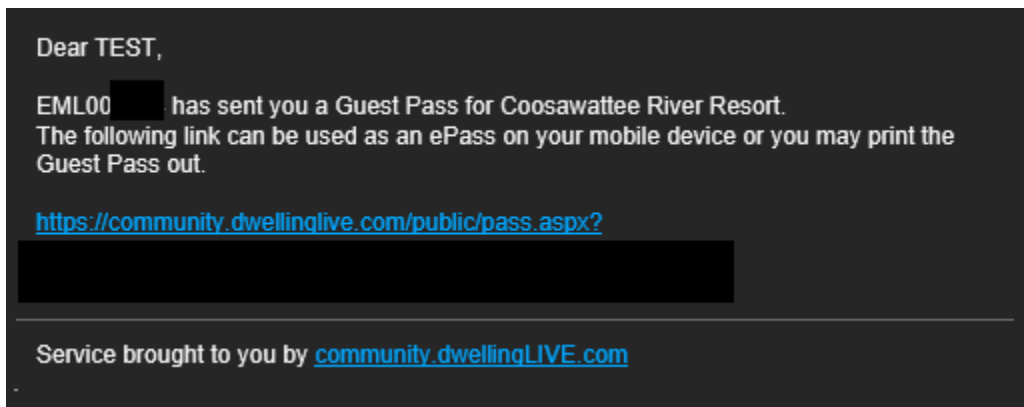 Dear TEST,
EML00 has sent you a Guest Pass for Coosawattee River Resort.
The following link can be used as an ePass on your mobile device or you may print the
Guest Pass out.
https://community.dwellinglive.com/public/pass.aspx?
Service brought to you by community.dwellingLIVE.com